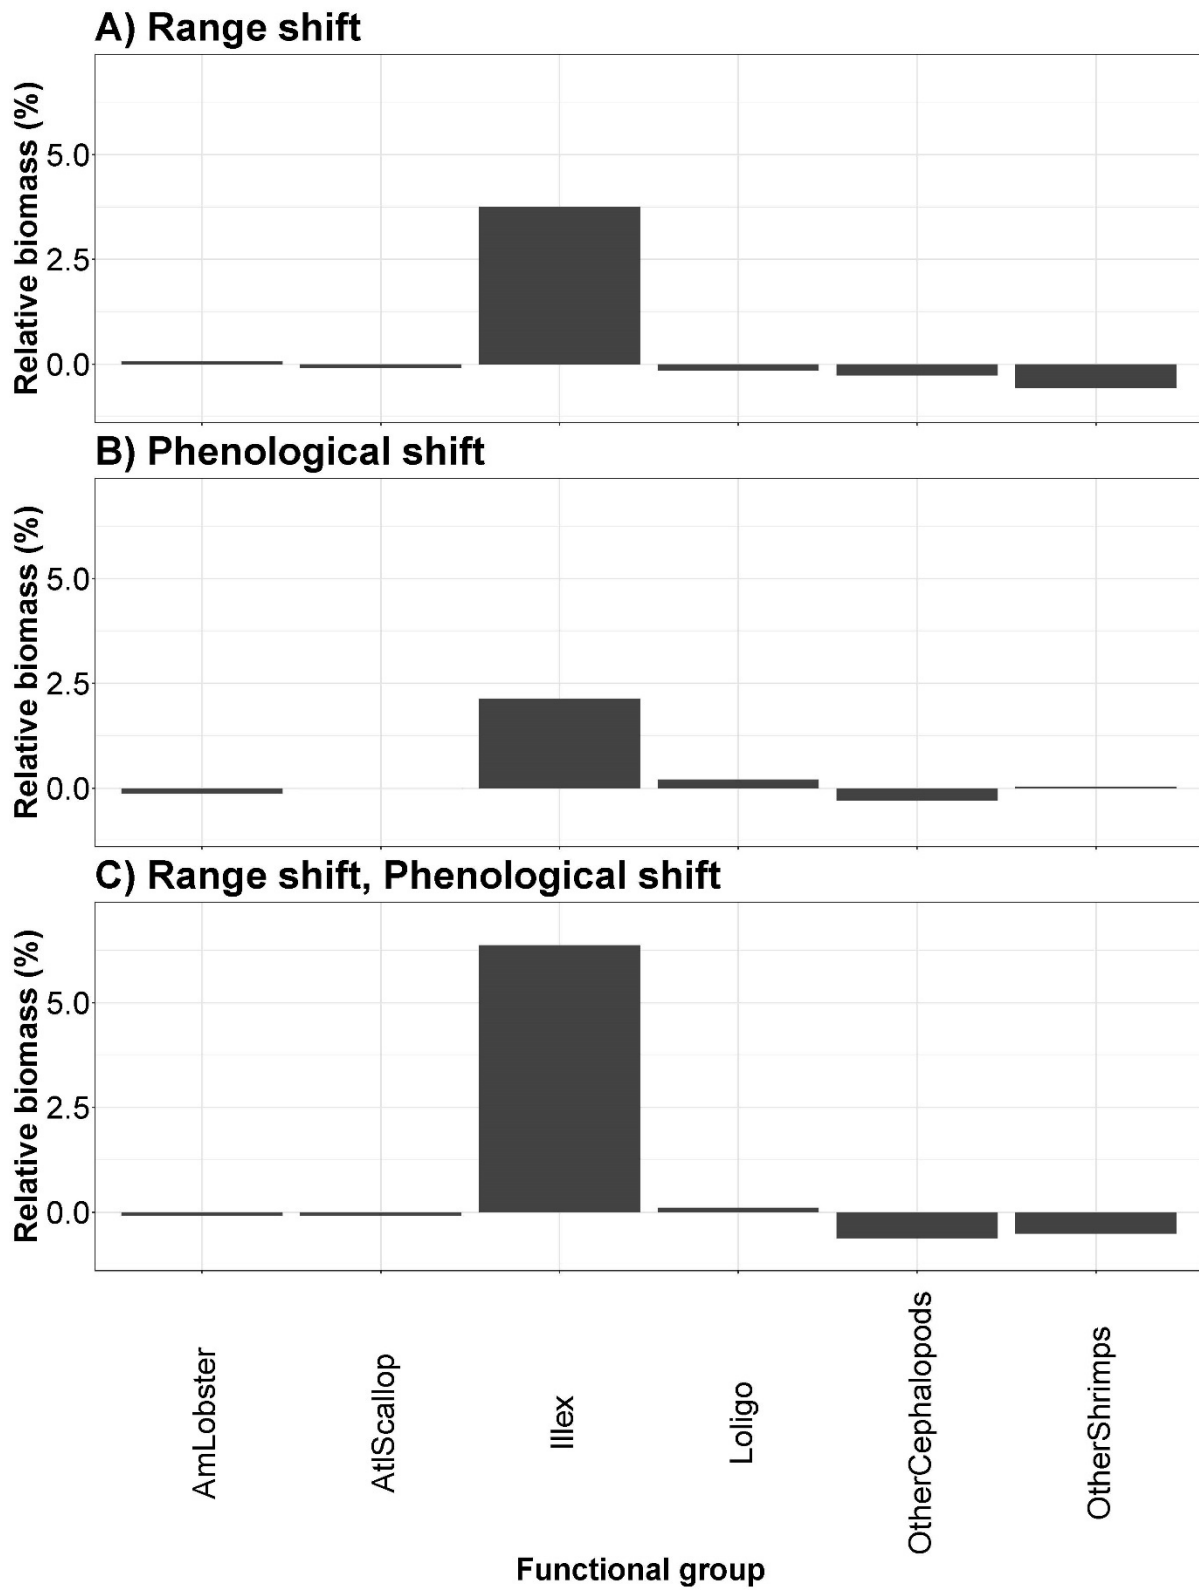 A) Range shift
Relative biomass (%)
5.0
2.5
0.0
B) Phenological shift
Relative biomass (%)
5.0
2.5
0.0
C) Range shift, Phenological shift
Relative biomass (%)
5.0
2.5
0.0
AmLobster
AtlScallop
Illex
Loligo
OtherCephalopods
OtherShrimps
Functional group